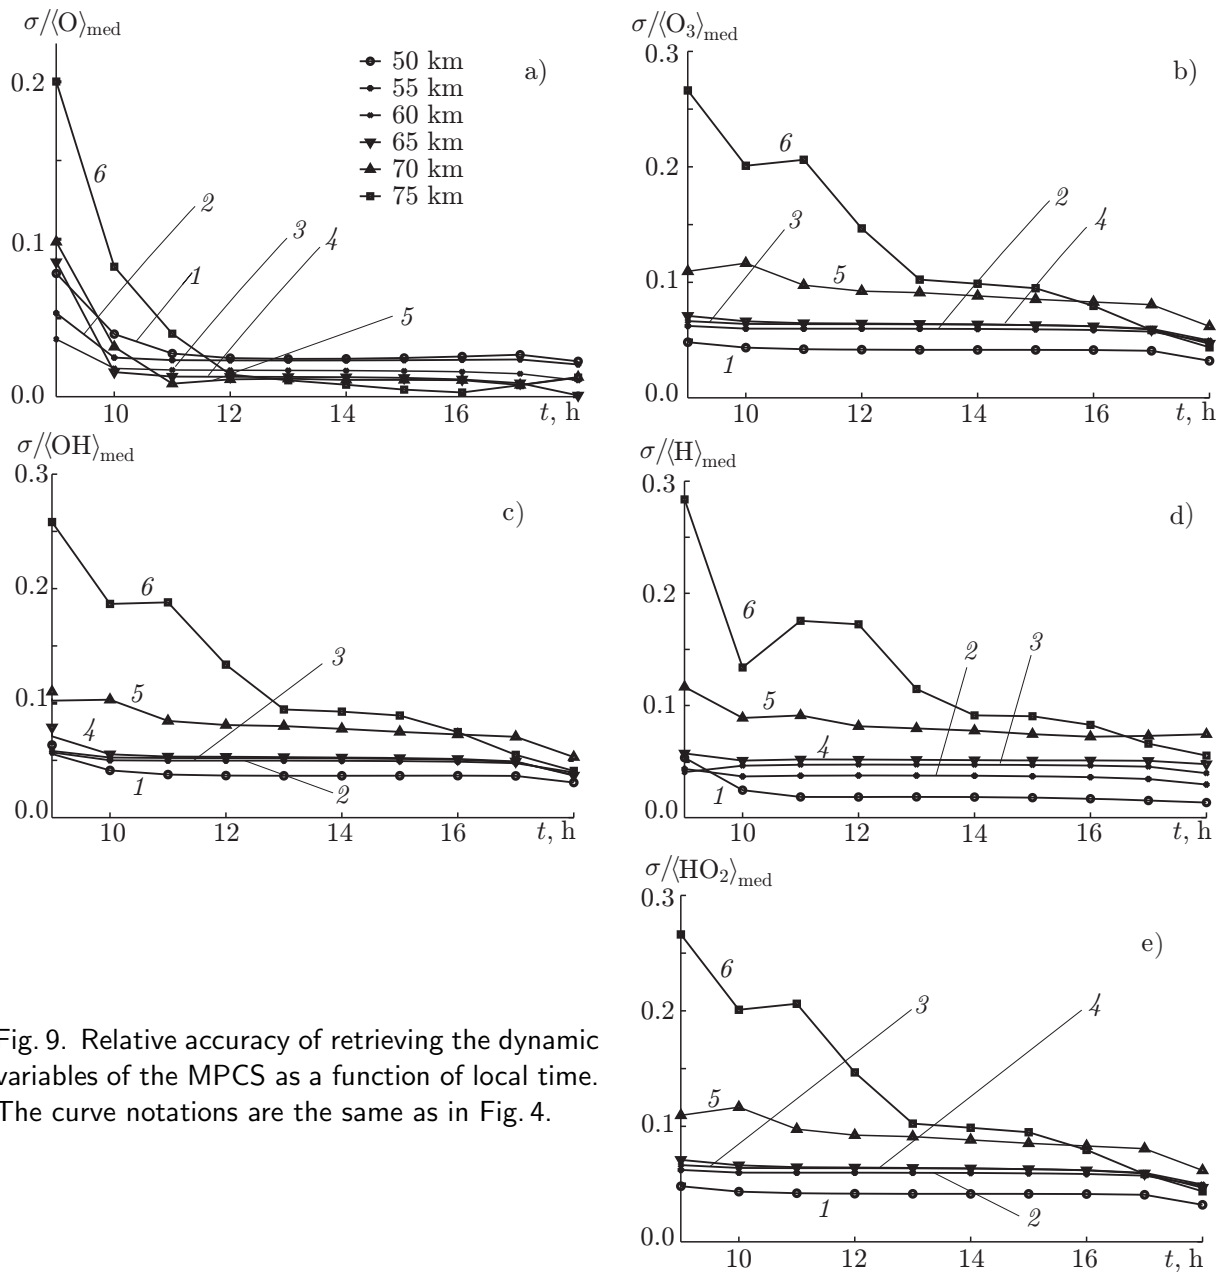 σ/⟨O⟩med
a)
50 km
55 km
60 km
65 km
70 km
75 km
0.2
0.1
0.0
6
2
1
3
4
5
10
12
14
16
t, h
σ/⟨O3⟩med
b)
0.3
0.2
0.1
0.0
6
3
5
2
4
1
10
12
14
16
t, h
σ/⟨OH⟩med
c)
0.3
0.2
0.1
0.0
6
3
5
4
1
2
10
12
14
16
t, h
σ/⟨H⟩med
d)
0.3
0.2
0.1
0.0
6
2
3
5
4
1
10
12
14
16
t, h
σ/⟨HO2⟩med
e)
0.3
0.2
0.1
0.0
6
3
4
5
1
2
10
12
14
16
t, h
Fig. 9. Relative accuracy of retrieving the dynamic
variables of the MPCS as a function of local time.
The curve notations are the same as in Fig. 4.